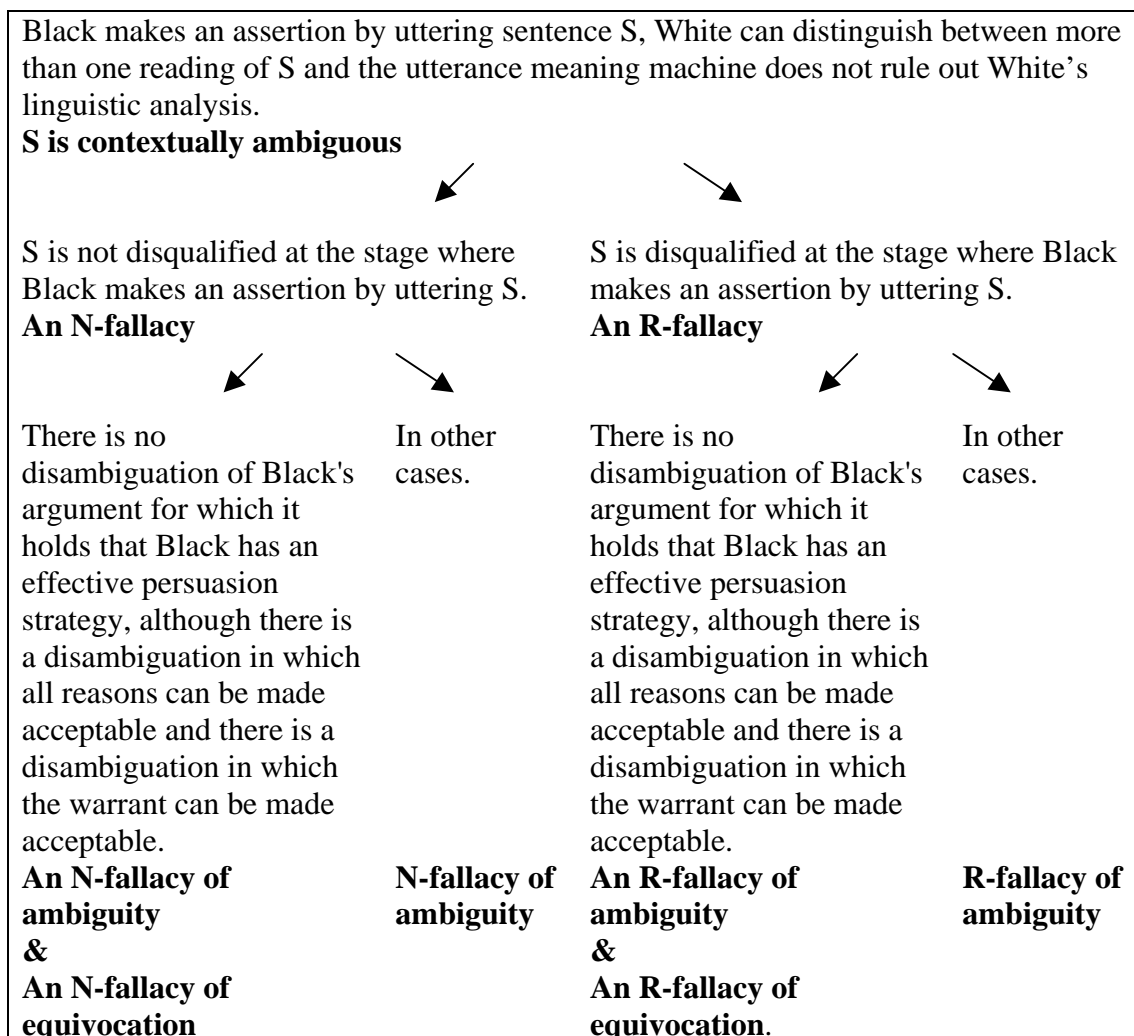 Black makes an assertion by uttering sentence S, White can distinguish between more
than one reading of S and the utterance meaning machine does not rule out White’s
linguistic analysis.
S is contextually ambiguous
S is not disqualified at the stage where
Black makes an assertion by uttering S.
An N-fallacy
S is disqualified at the stage where Black
makes an assertion by uttering S.
An R-fallacy
There is no
disambiguation of Black's
argument for which it
holds that Black has an
effective persuasion
strategy, although there is
a disambiguation in which
all reasons can be made
acceptable and there is a
disambiguation in which
the warrant can be made
acceptable.
An N-fallacy of
ambiguity
&
An N-fallacy of
equivocation
In other
cases.
N-fallacy of
ambiguity
There is no
disambiguation of Black's
argument for which it
holds that Black has an
effective persuasion
strategy, although there is
a disambiguation in which
all reasons can be made
acceptable and there is a
disambiguation in which
the warrant can be made
acceptable.
An R-fallacy of
ambiguity
&
An R-fallacy of
equivocation.
In other
cases.
R-fallacy of
ambiguity